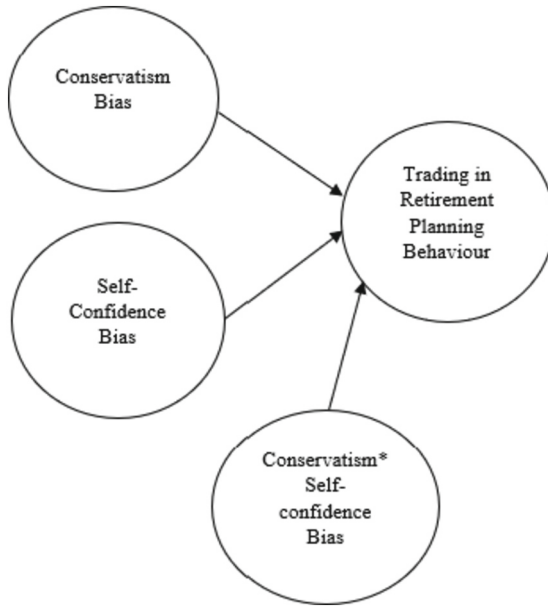 Conservatism
Bias
Trading in
Retirement
Planning
Behaviour
Self-
Confidence
Bias
Conservatism*
Self-
confidence
Bias